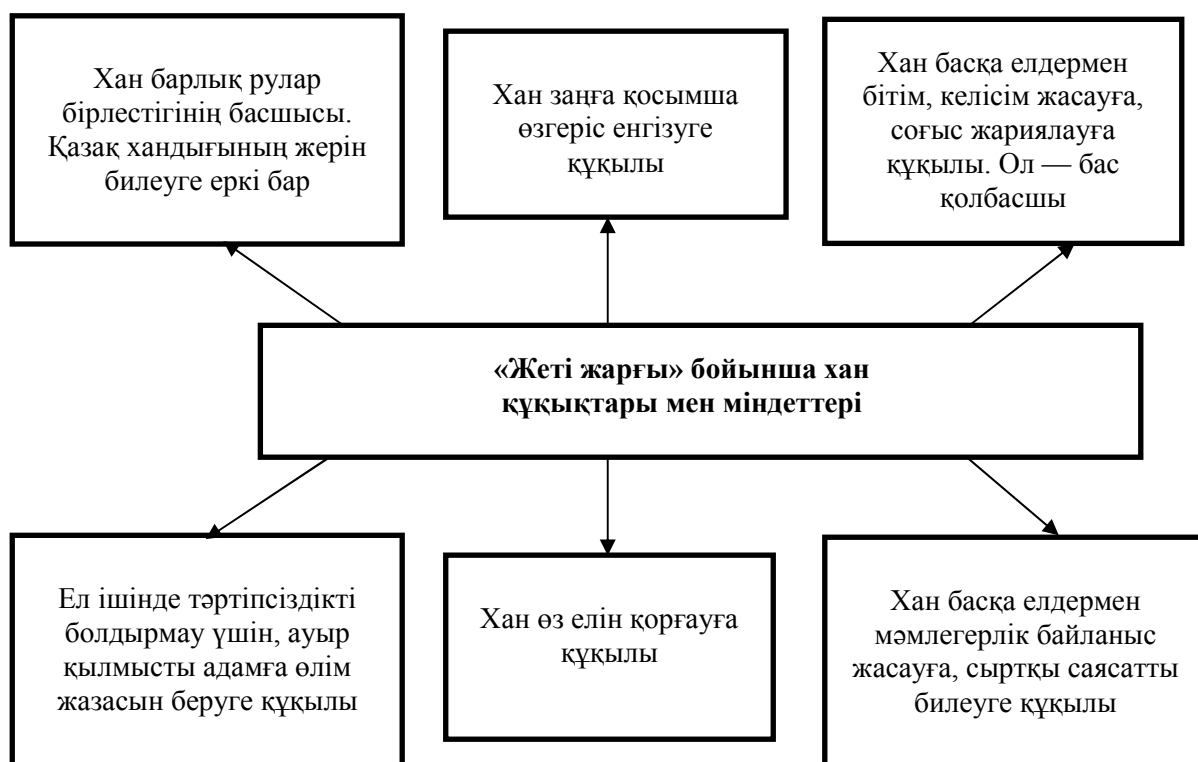 Хан барлық рулар
бірлестігінің басшысы.
Қазақ хандығының жерін
билеуге еркі бар
Хан заңға қосымша
өзгеріс енгізуге
құқылы
Хан басқа елдермен
бітім, келісім жасауға,
соғыс жариялауға
құқылы. Ол — бас
қолбасшы
«Жеті жарғы» бойынша хан
құқықтары мен міндеттері
Ел ішінде тәртіпсіздікті
болдырмау үшін, ауыр
қылмысты адамға өлім
жазасын беруге құқылы
Хан өз елін қорғауға
құқылы
Хан басқа елдермен
мәмлегерлік байланыс
жасауға, сыртқы саясатты
билеуге құқылы